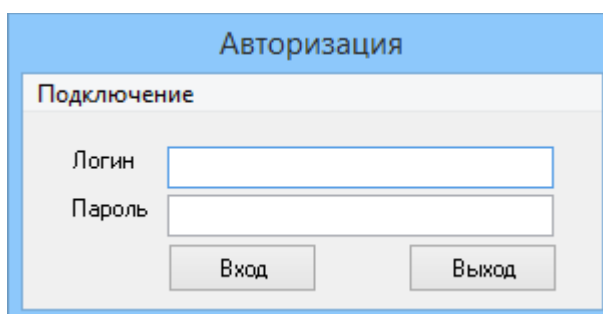 Авторизация
Подключение
Логин
Пароль
Вход Выход